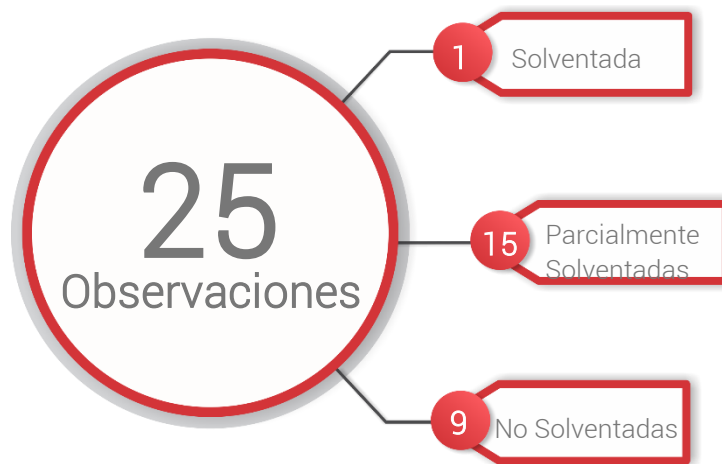 25
Observaciones
1
Solventada
15
Parcialmente
Solventadas
9
No Solventadas